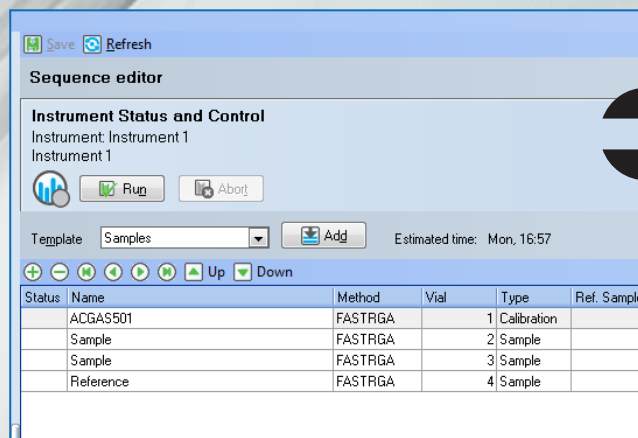 Save Refresh
Sequence editor
Instrument Status and Control
Instrument: Instrument 1
Instrument 1
Run Abort
Template Samples Add Estimated time: Mon, 16:57
Up Down
Status Name Method Vial Type Ref. Sample
ACGAS501 FASTRGA 1 Calibration
Sample FASTRGA 2 Sample
Sample FASTRGA 3 Sample
Reference FASTRGA 4 Sample